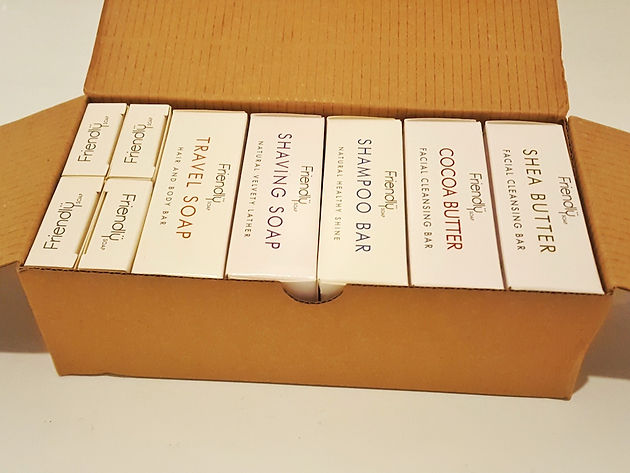 Friendly
SOAP
Friendly
SOAP
Friendly
SOAP
Friendly
SOAP
Friendly
SOAP
TRAVEL SOAP
HAIR AND BODY BAR
Friendly
SOAP
SHAVING SOAP
NATURAL VELVETY LATHER
Friendly
SOAP
SHAMPOO BAR
NATURAL HEALTHY SHINE
Friendly
SOAP
COCOA BUTTER
FACIAL CLEANSING BAR
Friendly
SOAP
SHEA BUTTER
FACIAL CLEANSING BAR